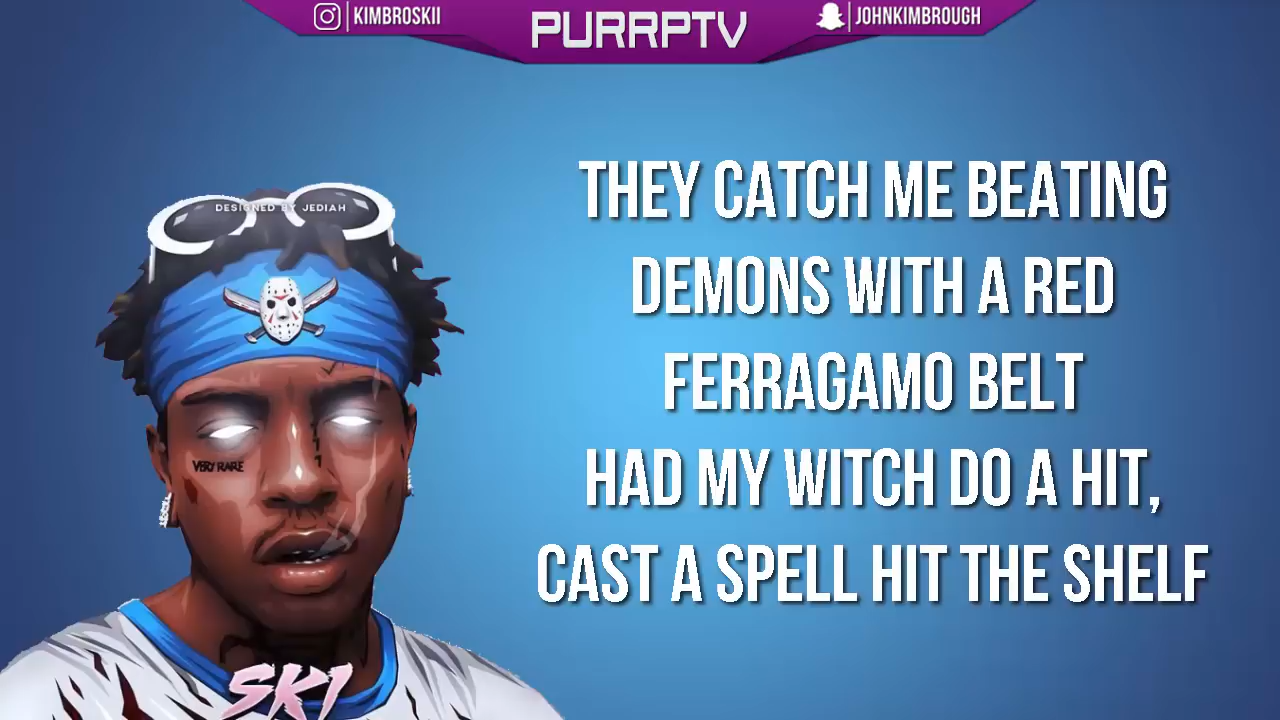 KIMBROSKII
PURRPTV
JOHNKIMBROUGH
THEY CATCH ME BEATING
DEMONS WITH A RED
FERRAGAMO BELT
HAD MY WITCH DO A HIT,
CAST A SPELL HIT THE SHELF
DESIGNED BY JEDIAH
VERY RARE
SKI